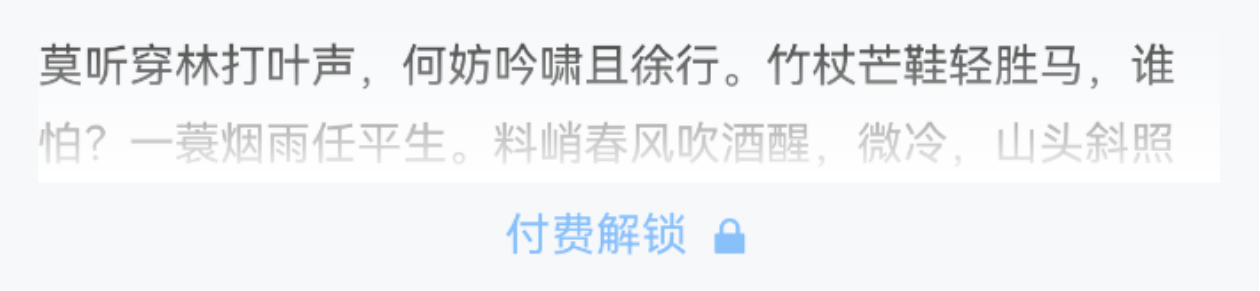 莫听穿林打叶声，何妨吟啸且徐行。竹杖芒鞋轻胜马，谁
怕？一蓑烟雨任平生。料峭春风吹酒醒，微冷，山头斜照
付费解锁